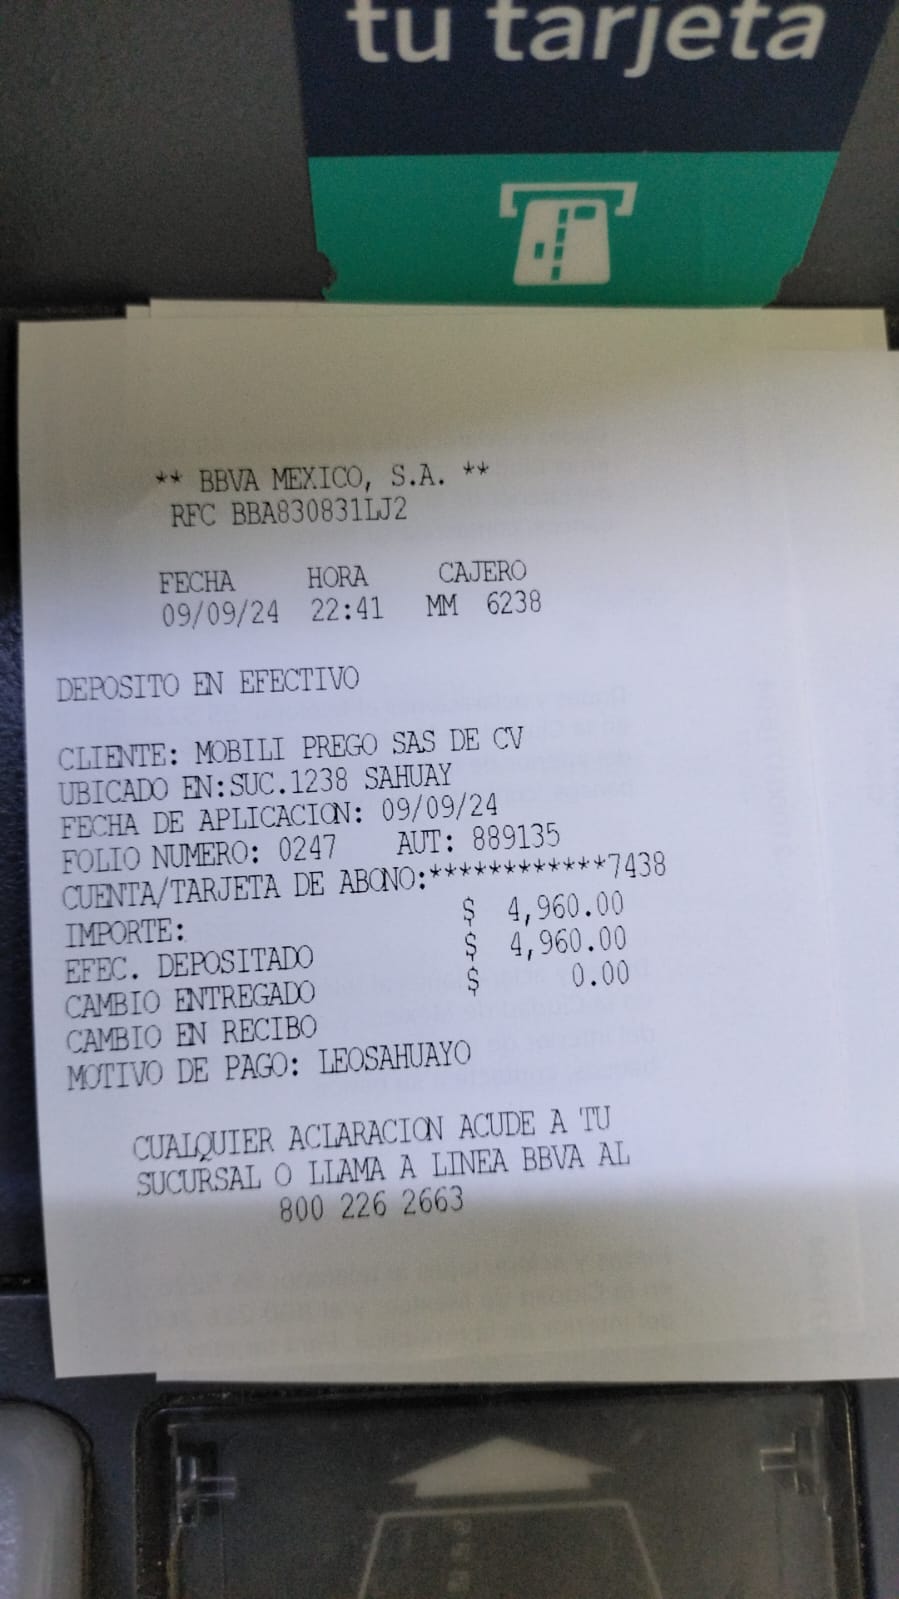 tu tarjeta
** BBVA MEXICO, S.A. **
RFC BBA830831LJ2
FECHA HORA CAJERO
09/09/24 22:41 MM 6238
DEPOSITO EN EFECTIVO
CLIENTE: MOBILI PREGO SAS DE CV
UBICADO EN:SUC.1238 SAHUAY
FECHA DE APLICACION: 09/09/24
FOLIO NUMERO: 0247 AUT: 889135
CUENTA/TARJETA DE ABONO:************7438
IMPORTE: $ 4,960.00
EFEC. DEPOSITADO $ 4,960.00
CAMBIO ENTREGADO $ 0.00
CAMBIO EN RECIBO
MOTIVO DE PAGO: LEOSAHUAYO
CUALQUIER ACLARACION ACUDE A TU
SUCURSAL O LLAMA A LINEA BBVA AL
800 226 2663